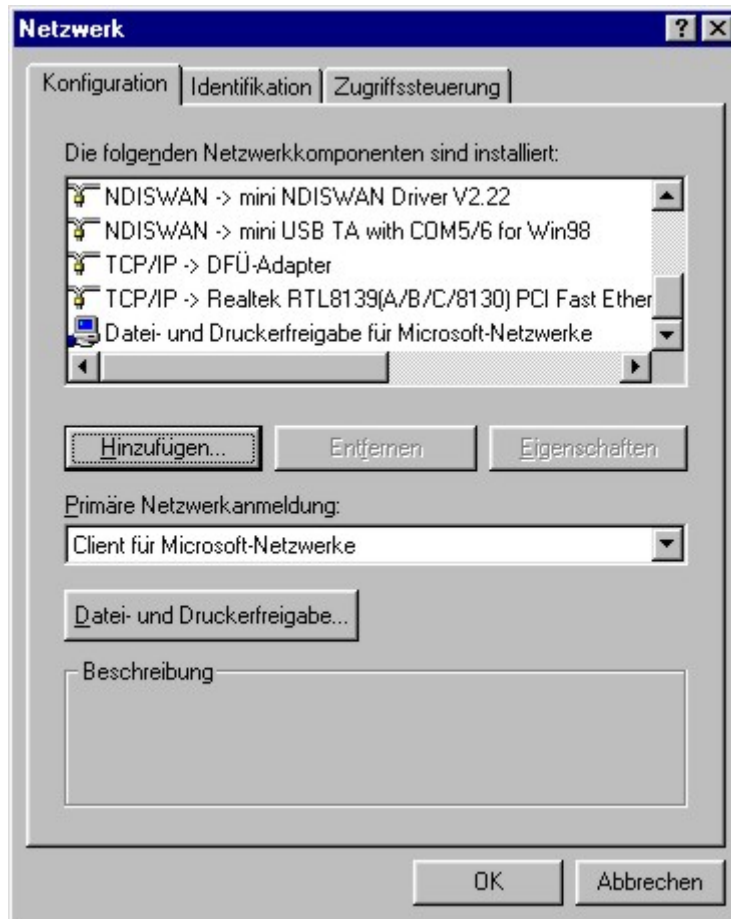 Netzwerk
Konfiguration Identifikation Zugriffssteuerung
Die folgenden Netzwerkkomponenten sind installiert:
NDISWAN -> mini NDISWAN Driver V2.22
NDISWAN -> mini USB TA with COM5/6 for Win98
TCP/IP -> DFÜ-Adapter
TCP/IP -> Realtek RTL8139(A/B/C/8130) PCI Fast Ether
Datei- und Druckerfreigabe für Microsoft-Netzwerke
Hinzufügen... Entfernen Eigenschaften
Primäre Netzwerkanmeldung:
Client für Microsoft-Netzwerke
Datei- und Druckerfreigabe...
Beschreibung
OK Abbrechen